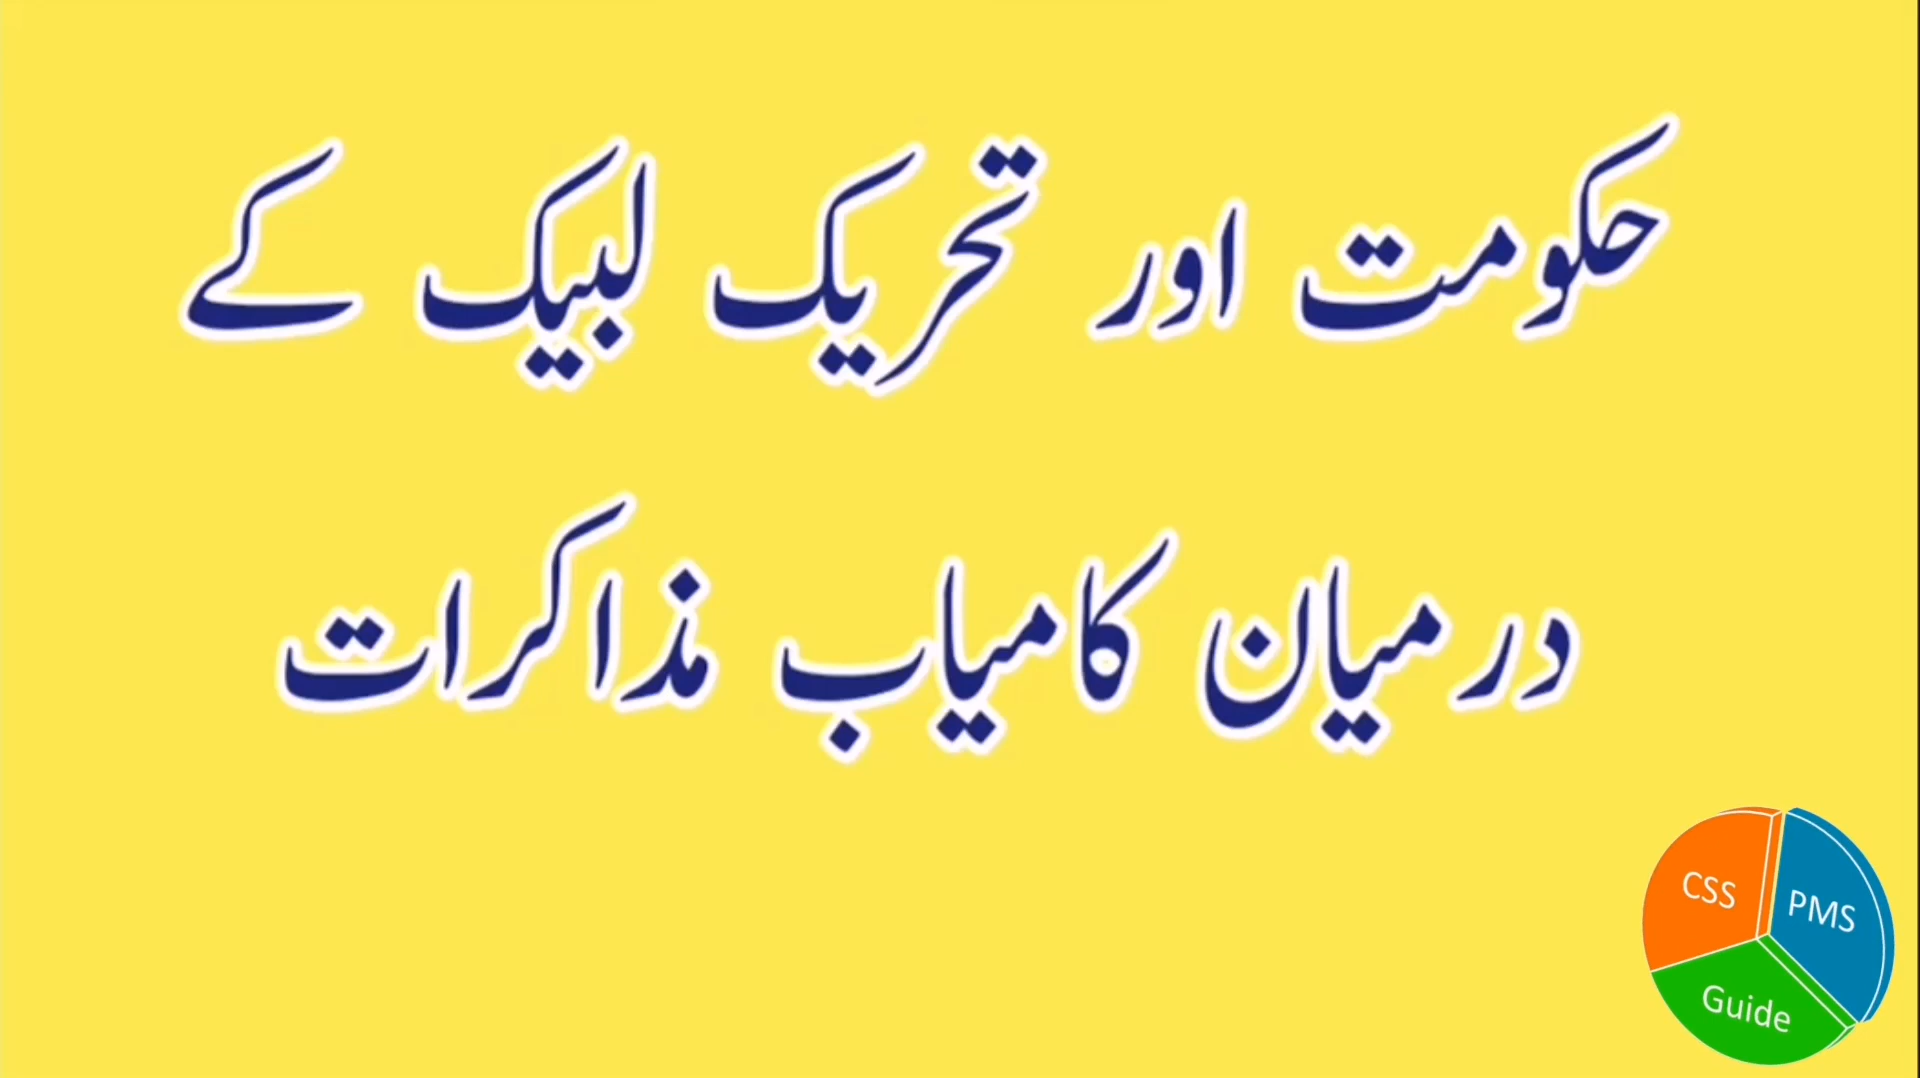 حکومت اور تحریک لبیک کے
درمیان کامیاب مذاکرات
CSS
PMS
Guide